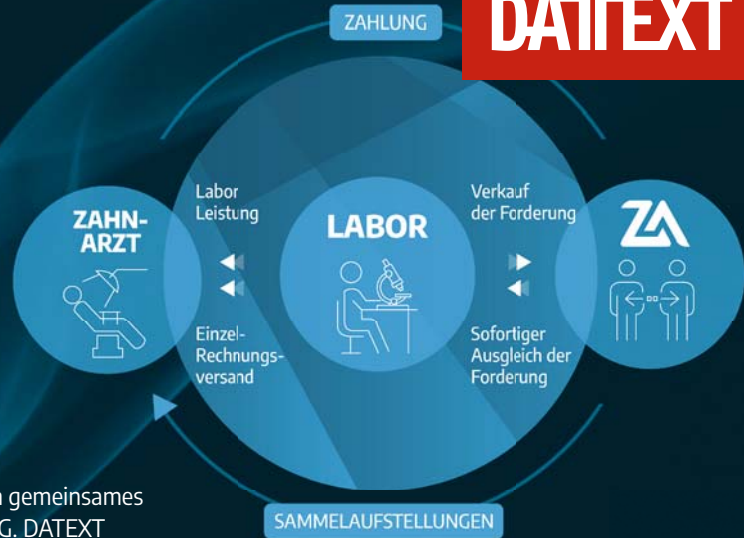 ZAHLUNG
DATEXT
ZAHN-
ARZT
Labor
Leistung
Einzel-
Rechnungs-
versand
LABOR
Verkauf
der Forderung
Sofortiger
Ausgleich der
Forderung
ZA
gemeinsames
G. DATEXT
SAMMELAUFSTELLUNGEN